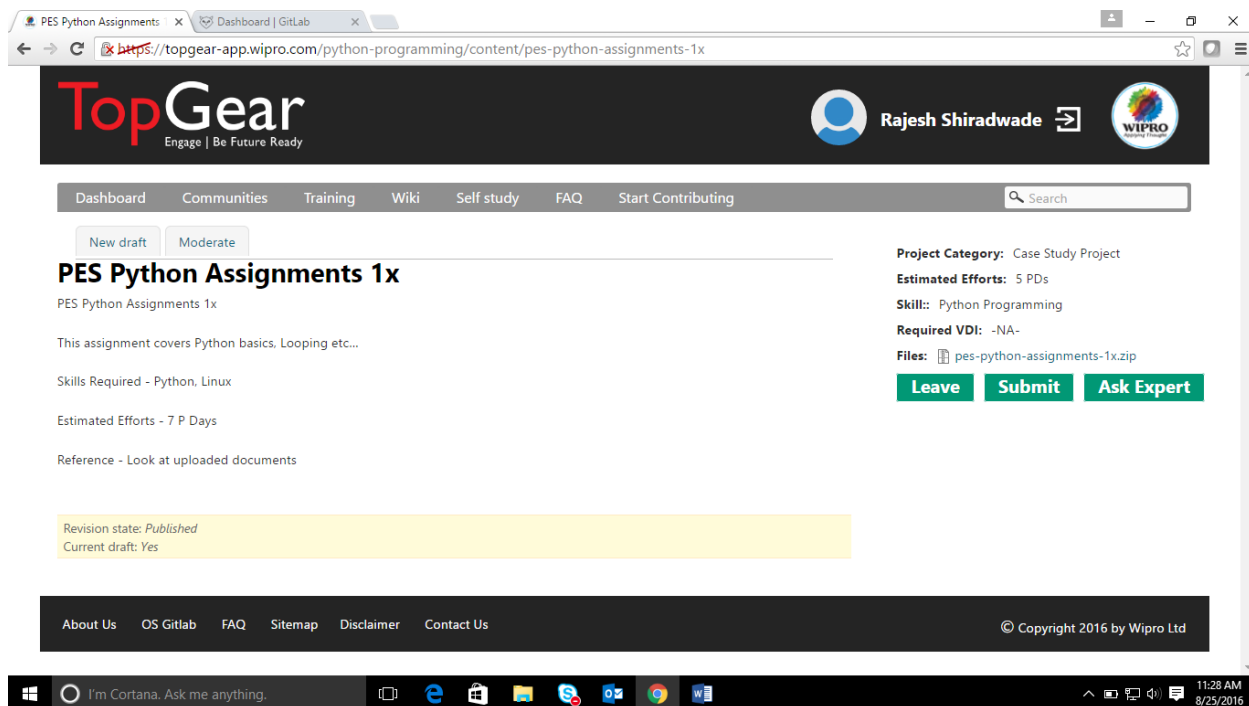 PES Python Assignments 1
Dashboard | GitLab
https://topgear-app.wipro.com/python-programming/content/pes-python-assignments-1x
TopGear
Engage | Be Future Ready
Rajesh Shiradwade
WIPRO
Applying Thought
Dashboard Communities Training Wiki Self study FAQ Start Contributing
Search
New draft Moderate
PES Python Assignments 1x
PES Python Assignments 1x
This assignment covers Python basics, Looping etc...
Skills Required - Python, Linux
Estimated Efforts - 7 P Days
Reference - Look at uploaded documents
Revision state: Published
Current draft: Yes
Project Category: Case Study Project
Estimated Efforts: 5 PDs
Skill:: Python Programming
Required VDI: -NA-
Files: pes-python-assignments-1x.zip
Leave Submit Ask Expert
About Us OS Gitlab FAQ Sitemap Disclaimer Contact Us
© Copyright 2016 by Wipro Ltd
I'm Cortana. Ask me anything.
11:28 AM
8/25/2016